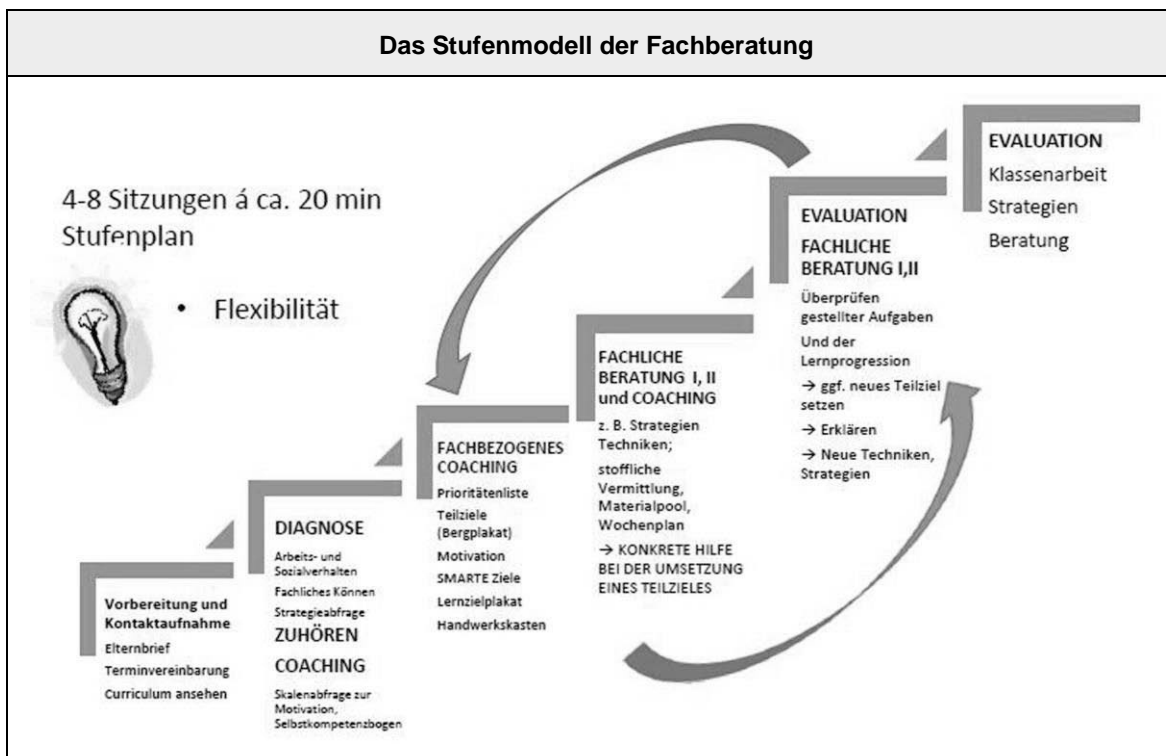 Das Stufenmodell der Fachberatung
4-8 Sitzungen á ca. 20 min
Stufenplan
• Flexibilität
Vorbereitung und
Kontaktaufnahme
Elternbrief
Terminvereinbarung
Curriculum ansehen
DIAGNOSE
Arbeits- und
Sozialverhalten
Fachliches Können
Strategieabfrage
ZUHÖREN
COACHING
Skalenabfrage zur
Motivation,
Selbstkompetenzbogen
FACHBEZOGENES
COACHING
Prioritätenliste
Teilziele
(Bergplakat)
Motivation
SMARTE Ziele
Lernzielplakat
Handwerkskasten
FACHLICHE
BERATUNG I, II
und COACHING
z. B. Strategien
Techniken;
stoffliche
Vermittlung,
Materialpool,
Wochenplan
→ KONKRETE HILFE
BEI DER UMSETZUNG
EINES TEILZIELES
EVALUATION
FACHLICHE
BERATUNG I,II
Überprüfen
gestellter Aufgaben
Und der
Lernprogression
→ ggf. neues Teilziel
setzen
→ Erklären
→ Neue Techniken,
Strategien
EVALUATION
Klassenarbeit
Strategien
Beratung